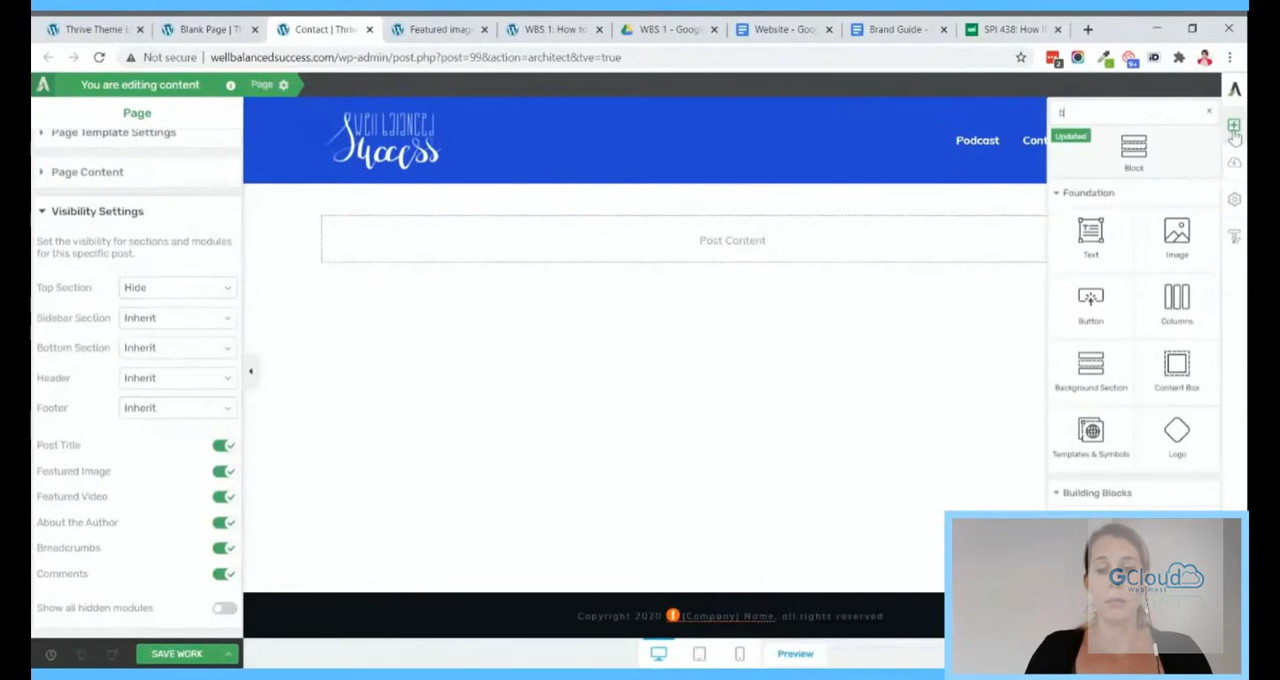 Thrive Theme
Blank Page | T
Contact | Thriv
Featured imag
WBS 1: How to
WBS 1 - Googl
Website - Goo
Brand Guide -
SPI 438: How I
Not secure | wellbalancedsuccess.com/wp-admin/post.php?post=99&action=architect&tve=true
You are editing content
Page
Page
Page Template Settings
Page Content
Visibility Settings
Set the visibility for sections and modules
for this specific post.
Top Section Hide
Sidebar Section Inherit
Bottom Section Inherit
Header Inherit
Footer Inherit
Post Title
Featured Image
Featured Video
About the Author
Breadcrumbs
Comments
Show all hidden modules
SAVE WORK
well balanced
Success
Podcast Cont
Post Content
Copyright 2020 [Company] Name, all rights reserved
Preview
Updated
Block
Foundation
Text Image
Button Columns
Background Section Content Box
Templates & Symbols Logo
Building Blocks
GCloud
Web Host